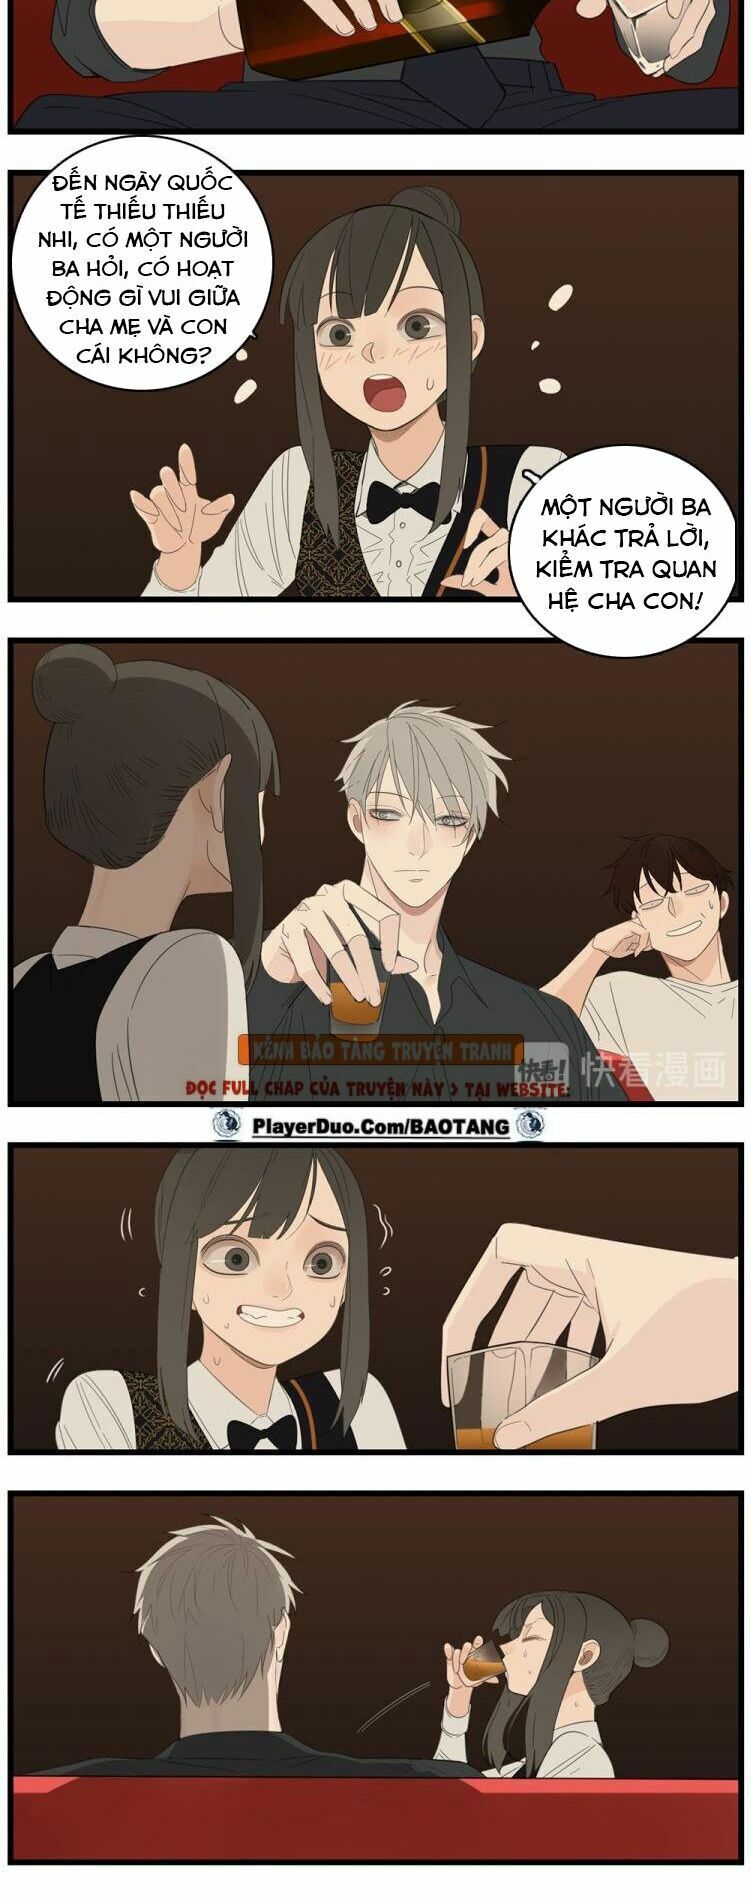 ĐẾN NGÀY QUỐC
TẾ THIẾU THIẾU
NHI, CÓ MỘT NGƯỜI
BA HỎI, CÓ HOẠT
ĐỘNG GÌ VUI GIỮA
CHA MẸ VÀ CON
CÁI KHÔNG?
MỘT NGƯỜI BA
KHÁC TRẢ LỜI,
KIỂM TRA QUAN
HỆ CHA CON!
KÊNH BẢO TÀNG TRUYỆN TRANH
快看! 快看漫画
ĐỌC FULL CHAP CỦA TRUYỆN NÀY > TẠI WEBSITE:
PlayerDuo.Com/BAOTANG